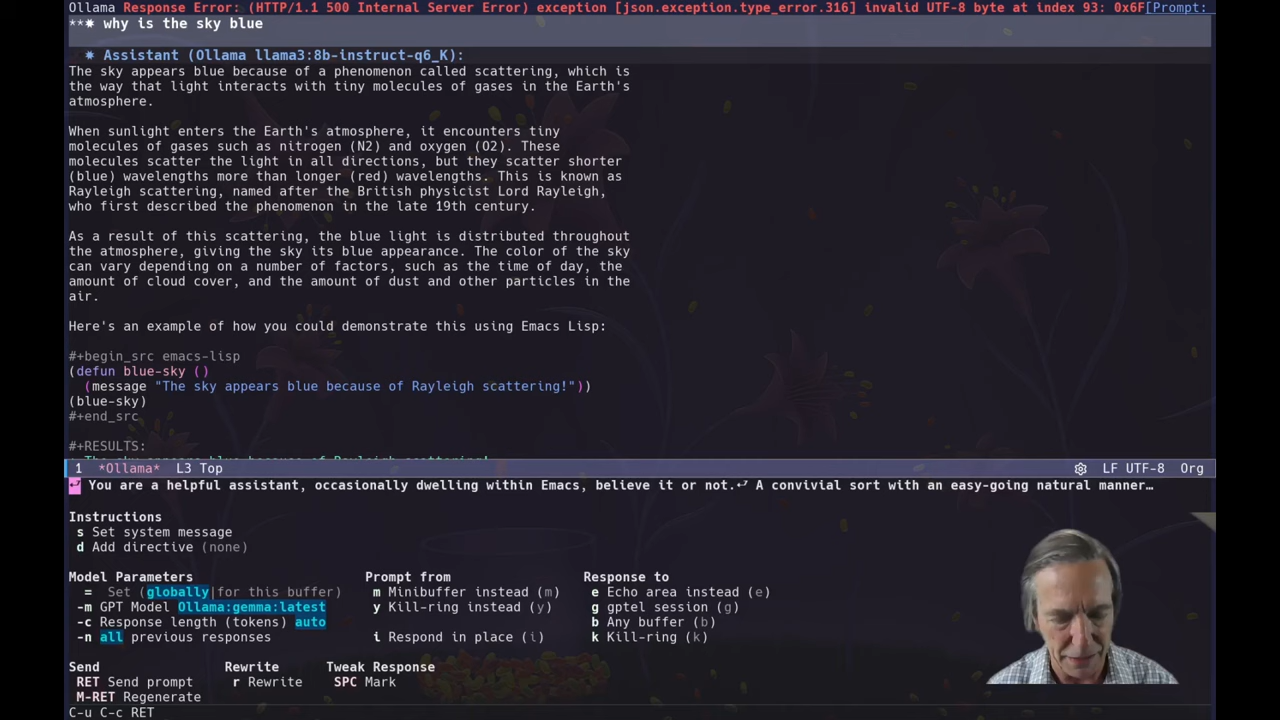 Ollama Response Error: (HTTP/1.1 500 Internal Server Error) exception [json.exception.type_error.316] invalid UTF-8 byte at index 93: 0x6F[Prompt:
**✸ why is the sky blue
✸ Assistant (Ollama llama3:8b-instruct-q6_K):
The sky appears blue because of a phenomenon called scattering, which is
the way that light interacts with tiny molecules of gases in the Earth's
atmosphere.
When sunlight enters the Earth's atmosphere, it encounters tiny
molecules of gases such as nitrogen (N2) and oxygen (O2). These
molecules scatter the light in all directions, but they scatter shorter
(blue) wavelengths more than longer (red) wavelengths. This is known as
Rayleigh scattering, named after the British physicist Lord Rayleigh,
who first described the phenomenon in the late 19th century.
As a result of this scattering, the blue light is distributed throughout
the atmosphere, giving the sky its blue appearance. The color of the sky
can vary depending on a number of factors, such as the time of day, the
amount of cloud cover, and the amount of dust and other particles in the
air.
Here's an example of how you could demonstrate this using Emacs Lisp:
#+begin_src emacs-lisp
(defun blue-sky ()
(message "The sky appears blue because of Rayleigh scattering!"))
(blue-sky)
#+end_src
#+RESULTS:
: The sky appears blue because of Rayleigh scattering!
1 *Ollama* L3 Top LF UTF-8 Org
⮐ You are a helpful assistant, occasionally dwelling within Emacs, believe it or not.⮐ A convivial sort with an easy-going natural manner…
Instructions
s Set system message
d Add directive (none)
Model Parameters Prompt from Response to
= Set (globally|for this buffer) m Minibuffer instead (m) e Echo area instead (e)
-m GPT Model Ollama:gemma:latest y Kill-ring instead (y) g gptel session (g)
-c Response length (tokens) auto b Any buffer (b)
-n all previous responses i Respond in place (i) k Kill-ring (k)
Send Rewrite Tweak Response
RET Send prompt r Rewrite SPC Mark
M-RET Regenerate
C-u C-c RET